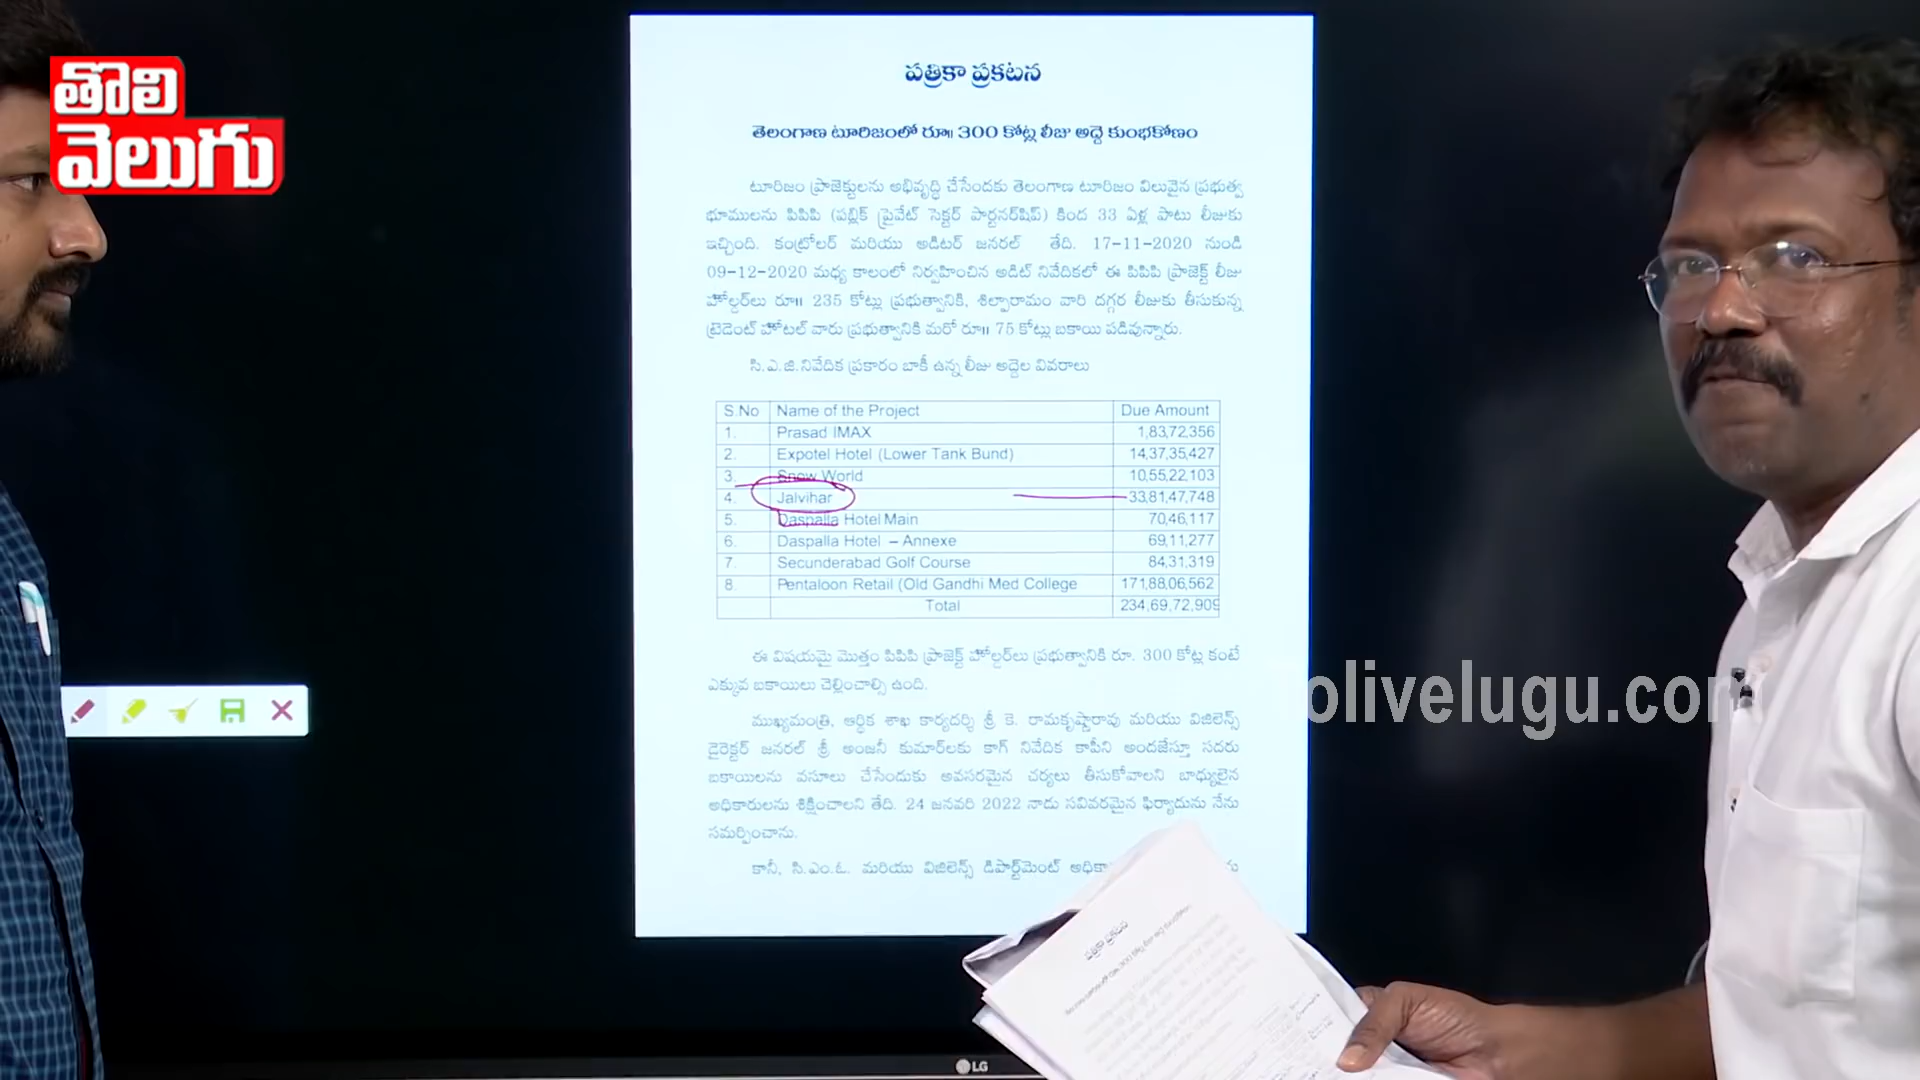 తొలి
వెలుగు
పత్రికా ప్రకటన
తెలంగాణ టూరిజంలో రూ॥ 300 కోట్ల లీజు అద్దె కుంభకోణం
టూరిజం ప్రాజెక్టులను అభివృద్ధి చేసేందకు తెలంగాణ టూరిజం విలువైన ప్రభుత్వ
భూములను పిపిపి (పబ్లిక్ ప్రైవేట్ సెక్టర్ పార్టనర్‌షిప్) కింద 33 ఏళ్ల పాటు లీజుకు
ఇచ్చింది. కంట్రోలర్ మరియు అడిటర్ జనరల్ తేది. 17-11-2020 నుండి
09-12-2020 మధ్య కాలంలో నిర్వహించిన అడిట్ నివేదికలో ఈ పిపిపి ప్రాజెక్ట్ లీజు
హోల్డర్‌లు రూ॥ 235 కోట్లు ప్రభుత్వానికి, శిల్పారామం వారి దగ్గర లీజుకు తీసుకున్న
ట్రెడెంట్ హోటల్ వారు ప్రభుత్వానికి మరో రూ॥ 75 కోట్లు బకాయి పడివున్నారు.
సి.ఎ.జి.నివేదిక ప్రకారం బాకీ ఉన్న లీజు అద్దెల వివరాలు
S.No Name of the Project Due Amount
1. Prasad IMAX 1,83,72,356
2. Expotel Hotel (Lower Tank Bund) 14,37,35,427
3. Snow World 10,55,22,103
4. Jalvihar 33,81,47,748
5. Daspalla Hotel Main 70,46,117
6. Daspalla Hotel – Annexe 69,11,277
7. Secunderabad Golf Course 84,31,319
8. Pentaloon Retail (Old Gandhi Med College 171,88,06,562
Total 234,69,72,909
ఈ విషయమై మొత్తం పిపిపి ప్రాజెక్ట్ హోల్డర్‌లు ప్రభుత్వానికి రూ. 300 కోట్ల కంటే
ఎక్కువ బకాయిలు చెల్లించాల్సి ఉంది.
ముఖ్యమంత్రి, ఆర్థిక శాఖ కార్యదర్శి శ్రీ కె. రామకృష్ణారావు మరియు విజిలెన్స్
డైరెక్టర్ జనరల్ శ్రీ అంజనీ కుమార్‌లకు కాగ్ నివేదిక కాపీని అందజేస్తూ సదరు
బకాయిలను వసూలు చేసేందుకు అవసరమైన చర్యలు తీసుకోవాలని బాధ్యులైన
అధికారులను శిక్షించాలని తేది. 24 జనవరి 2022 నాడు సవివరమైన ఫిర్యాదును నేను
సమర్పించాను.
కానీ, సి.ఎం.ఓ. మరియు విజిలెన్స్ డిపార్ట్‌మెంట్
olivelugu.com
పత్రికా ప్రకటన
LG